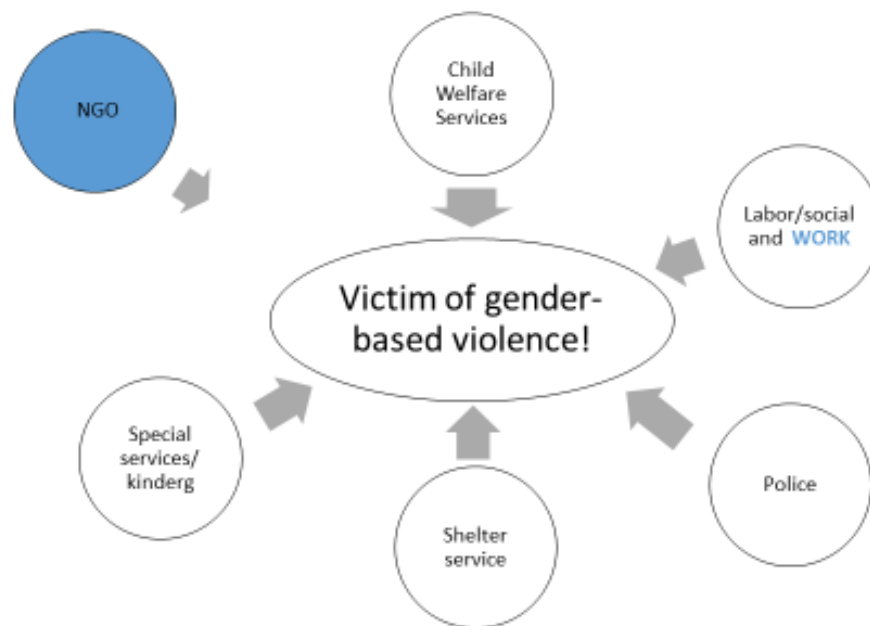 NGO
Child
Welfare
Services
Labor/social
and WORK
Victim of gender-
based violence!
Special
services/
kinderg
Shelter
service
Police